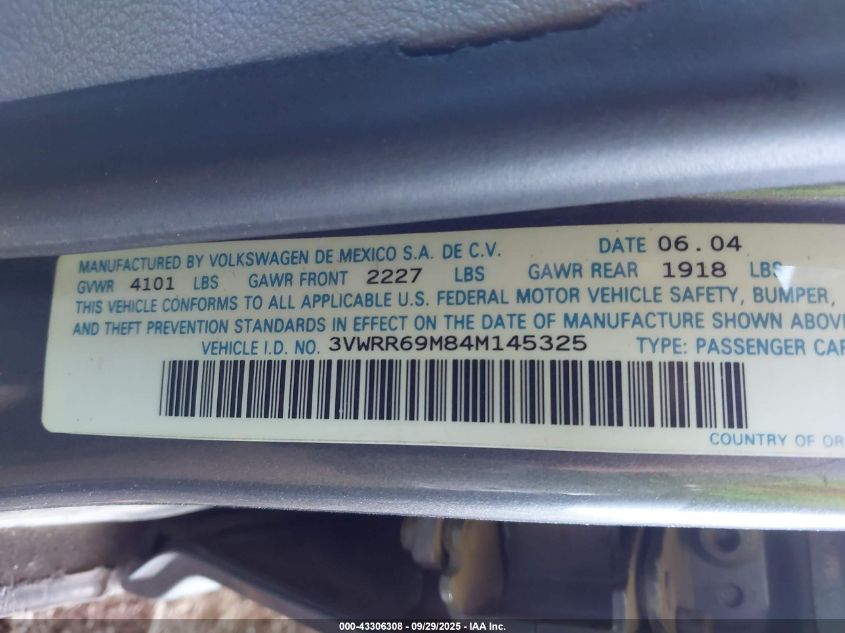 MANUFACTURED BY VOLKSWAGEN DE MEXICO S.A. DE C.V. DATE 06.04
GVWR 4101 LBS GAWR FRONT 2227 LBS GAWR REAR 1918 LBS
THIS VEHICLE CONFORMS TO ALL APPLICABLE U.S. FEDERAL MOTOR VEHICLE SAFETY, BUMPER,
AND THEFT PREVENTION STANDARDS IN EFFECT ON THE DATE OF MANUFACTURE SHOWN ABOVE
VEHICLE I.D. NO. 3VWRR69M84M145325 TYPE: PASSENGER CAR
COUNTRY OF OR
000-43306308 | 09/29/2025 | IAA Inc.